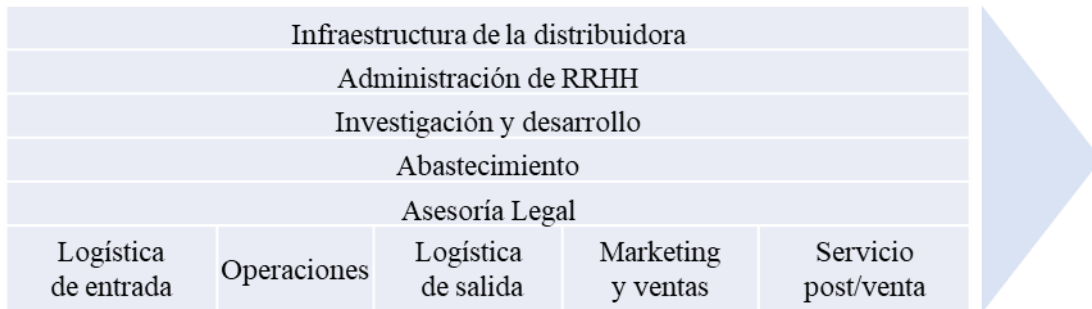 Infraestructura de la distribuidora
Administración de RRHH
Investigación y desarrollo
Abastecimiento
Asesoría Legal
Logística
de entrada
Operaciones
Logística
de salida
Marketing
y ventas
Servicio
post/venta